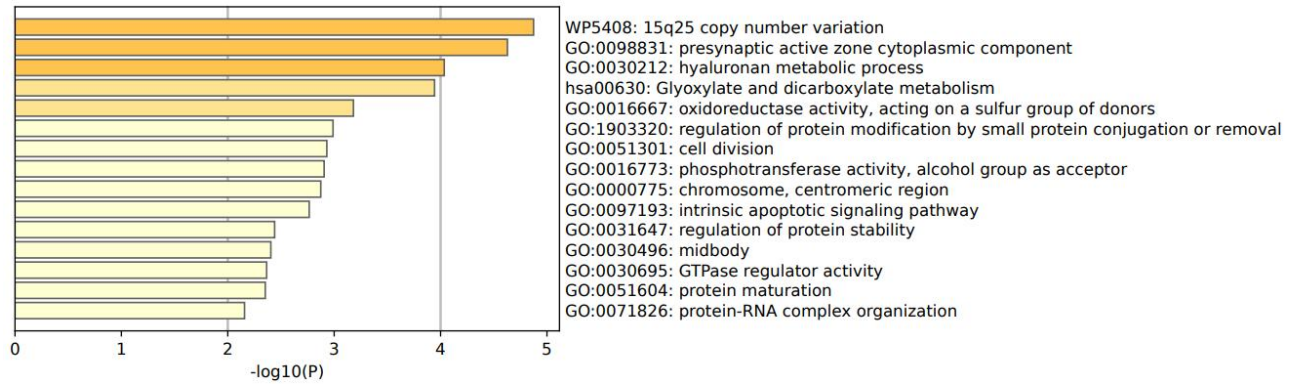 WP5408: 15q25 copy number variation
GO:0098831: presynaptic active zone cytoplasmic component
GO:0030212: hyaluronan metabolic process
hsa00630: Glyoxylate and dicarboxylate metabolism
GO:0016667: oxidoreductase activity, acting on a sulfur group of donors
GO:1903320: regulation of protein modification by small protein conjugation or removal
GO:0051301: cell division
GO:0016773: phosphotransferase activity, alcohol group as acceptor
GO:0000775: chromosome, centromeric region
GO:0097193: intrinsic apoptotic signaling pathway
GO:0031647: regulation of protein stability
GO:0030496: midbody
GO:0030695: GTPase regulator activity
GO:0051604: protein maturation
GO:0071826: protein-RNA complex organization
0 1 2 3 4 5
-log10(P)